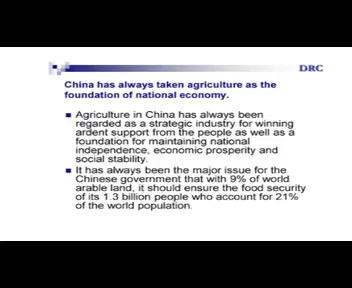 DRC
China has always taken agriculture as the
foundation of national economy.
Agriculture in China has always been
regarded as a strategic industry for winning
ardent support from the people as well as a
foundation for maintaining national
independence, economic prosperity and
social stability.
It has always been the major issue for the
Chinese government that with 9% of world
arable land, it should ensure the food security
of its 1.3 billion people who account for 21%
of the world population.